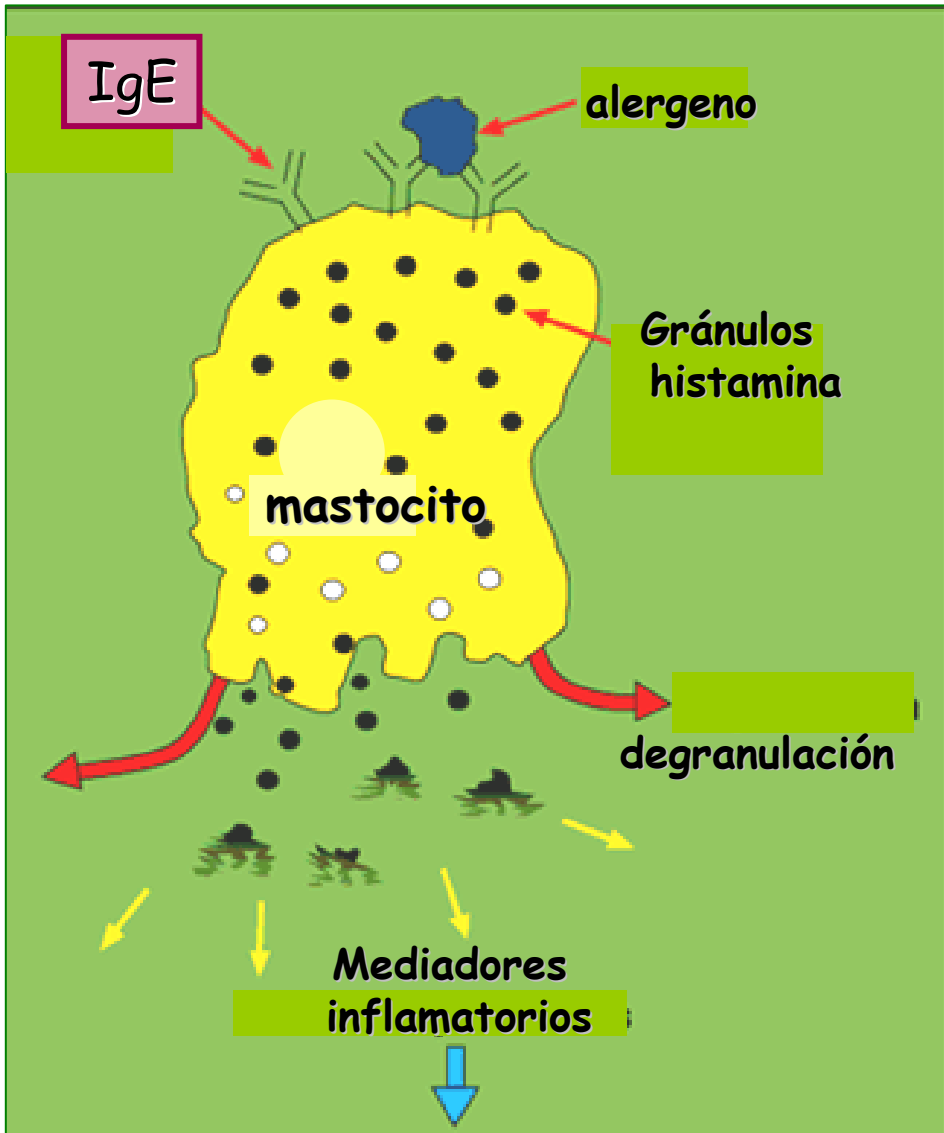 IgE
alergeno
Gránulos
histamina
mastocito
degranulación
Mediadores
inflamatorios